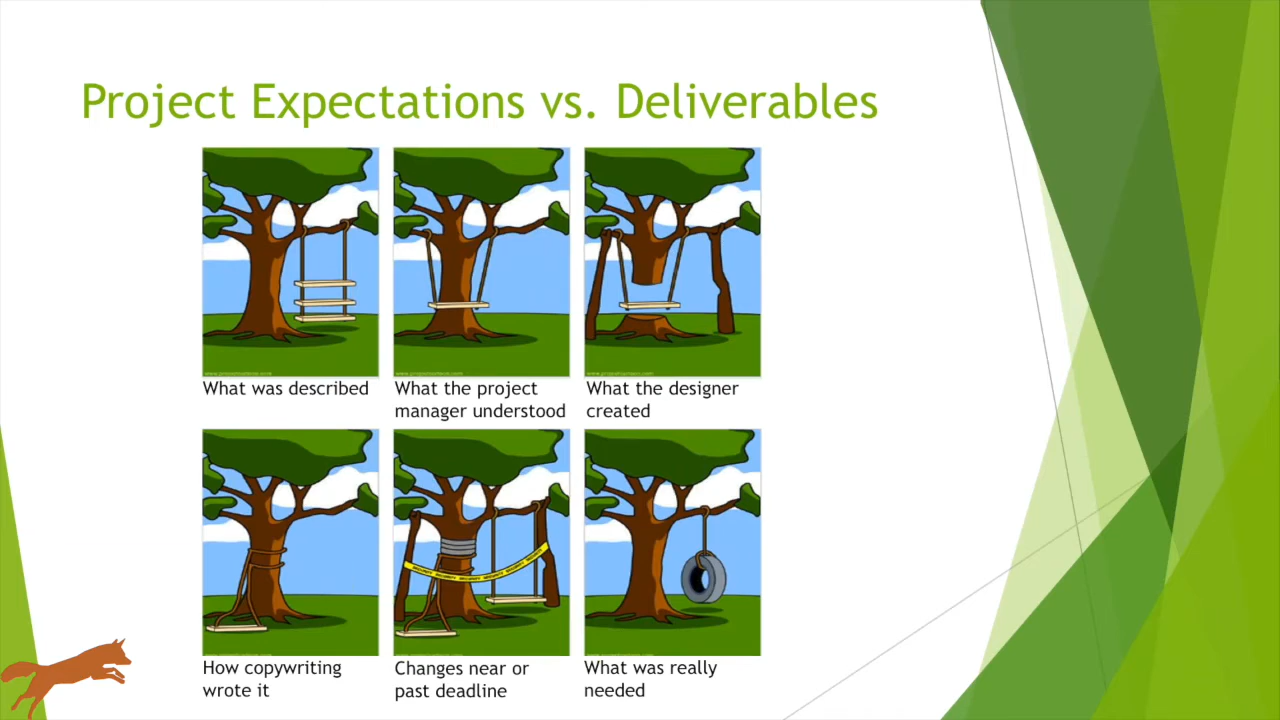 Project Expectations vs. Deliverables
What was described
What the project
manager understood
What the designer
created
How copywriting
wrote it
Changes near or
past deadline
What was really
needed